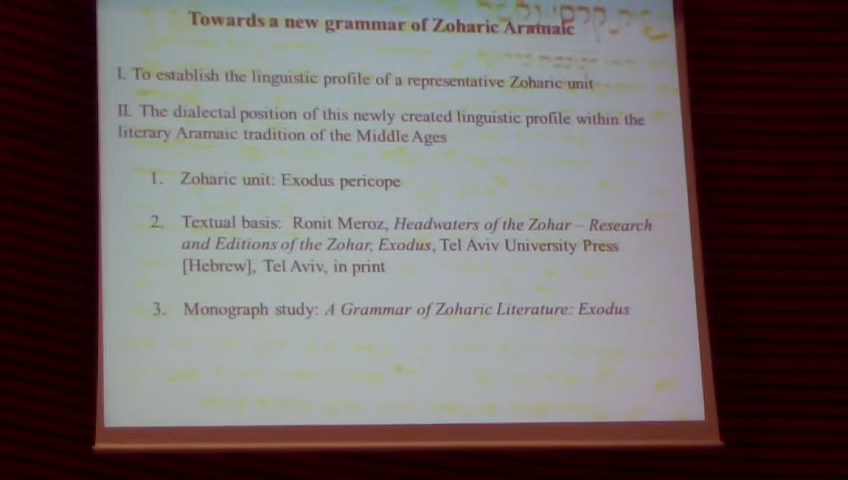 Towards a new grammar of Zoharic Aramaic
I. To establish the linguistic profile of a representative Zoharic unit
II. The dialectal position of this newly created linguistic profile within the
literary Aramaic tradition of the Middle Ages
1. Zoharic unit: Exodus pericope
2. Textual basis: Ronit Meroz, Headwaters of the Zohar – Research
and Editions of the Zohar, Exodus, Tel Aviv University Press
[Hebrew], Tel Aviv, in print
3. Monograph study: A Grammar of Zoharic Literature: Exodus